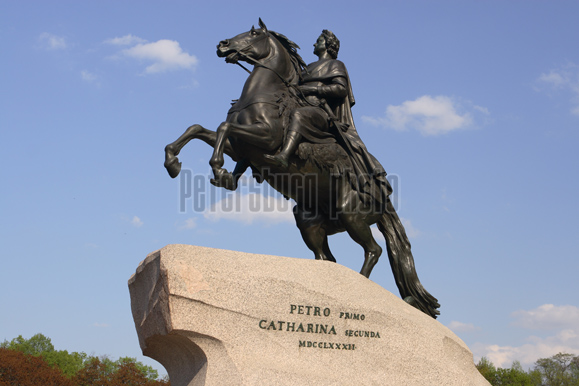 PETRO PRIMO
CATHARINA SECUNDA
MDCCLXXXII